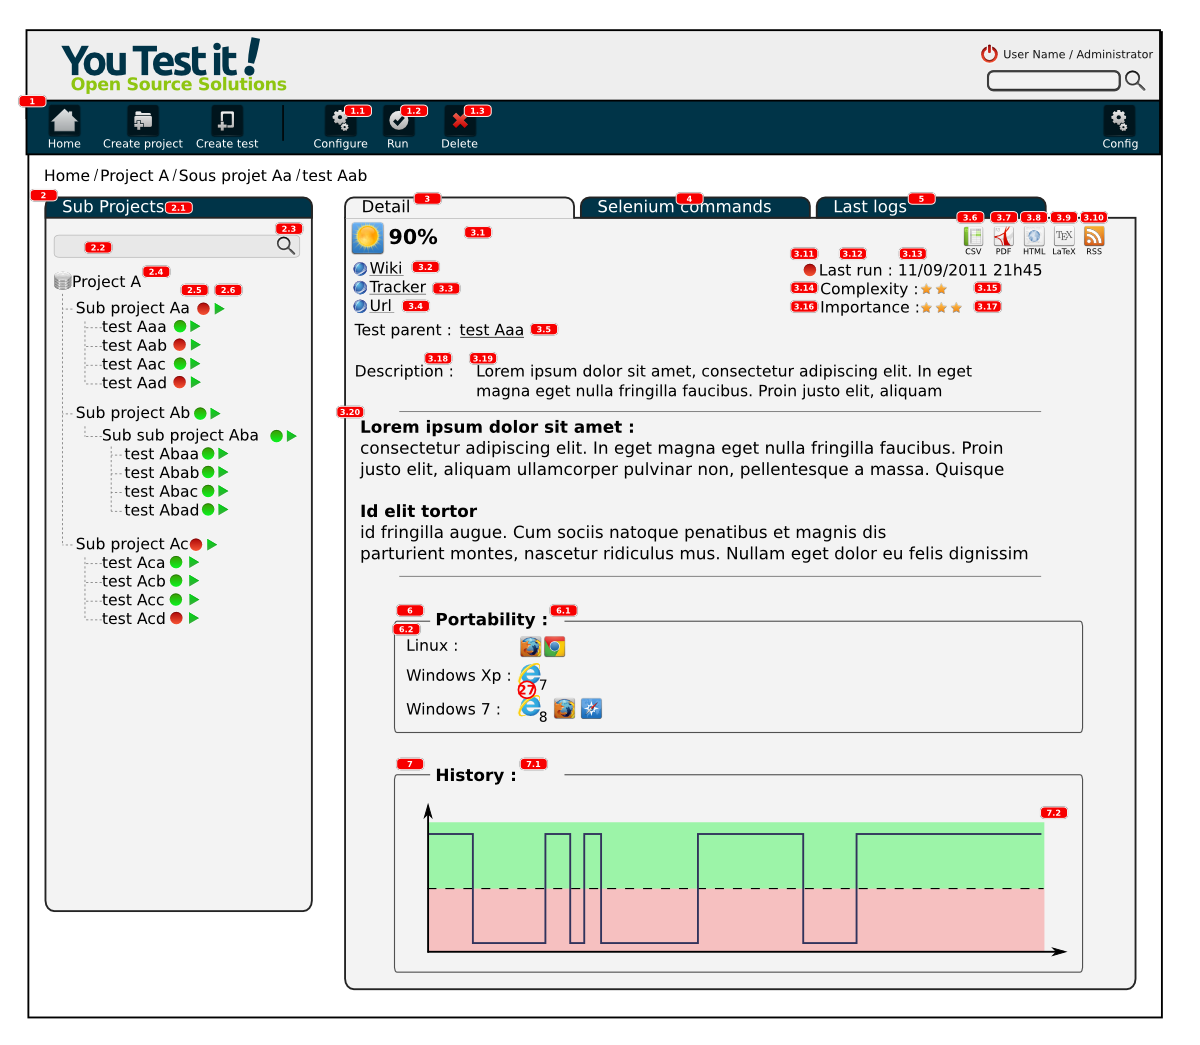 You Test it !
Open Source Solutions
User Name / Administrator
1
1.1
1.2
1.3
Home
Create project
Create test
Configure
Run
Delete
Config
Home / Project A / Sous projet Aa / test Aab
2
Sub Projects
2.1
2.2
2.3
2.4
Project A
2.5
2.6
Sub project Aa
test Aaa
test Aab
test Aac
test Aad
Sub project Ab
Sub sub project Aba
test Abaa
test Abab
test Abac
test Abad
Sub project Ac
test Aca
test Acb
test Acc
test Acd
Detail
3
Selenium commands
4
Last logs
5
90%
3.1
3.6
3.7
3.8
3.9
3.10
CSV
PDF
HTML
TEX
LaTeX
RSS
Wiki
3.2
Tracker
3.3
Url
3.4
3.11
3.12
3.13
Last run : 11/09/2011 21h45
3.14
Complexity :
3.15
3.16
Importance :
3.17
Test parent : test Aaa
3.5
3.18
3.19
Description : Lorem ipsum dolor sit amet, consectetur adipiscing elit. In eget
magna eget nulla fringilla faucibus. Proin justo elit, aliquam
3.20
Lorem ipsum dolor sit amet :
consectetur adipiscing elit. In eget magna eget nulla fringilla faucibus. Proin
justo elit, aliquam ullamcorper pulvinar non, pellentesque a massa. Quisque
Id elit tortor
id fringilla augue. Cum sociis natoque penatibus et magnis dis
parturient montes, nascetur ridiculus mus. Nullam eget dolor eu felis dignissim
6
Portability :
6.1
6.2
Linux :
Windows Xp :
7
27
Windows 7 :
8
7
History :
7.1
7.2